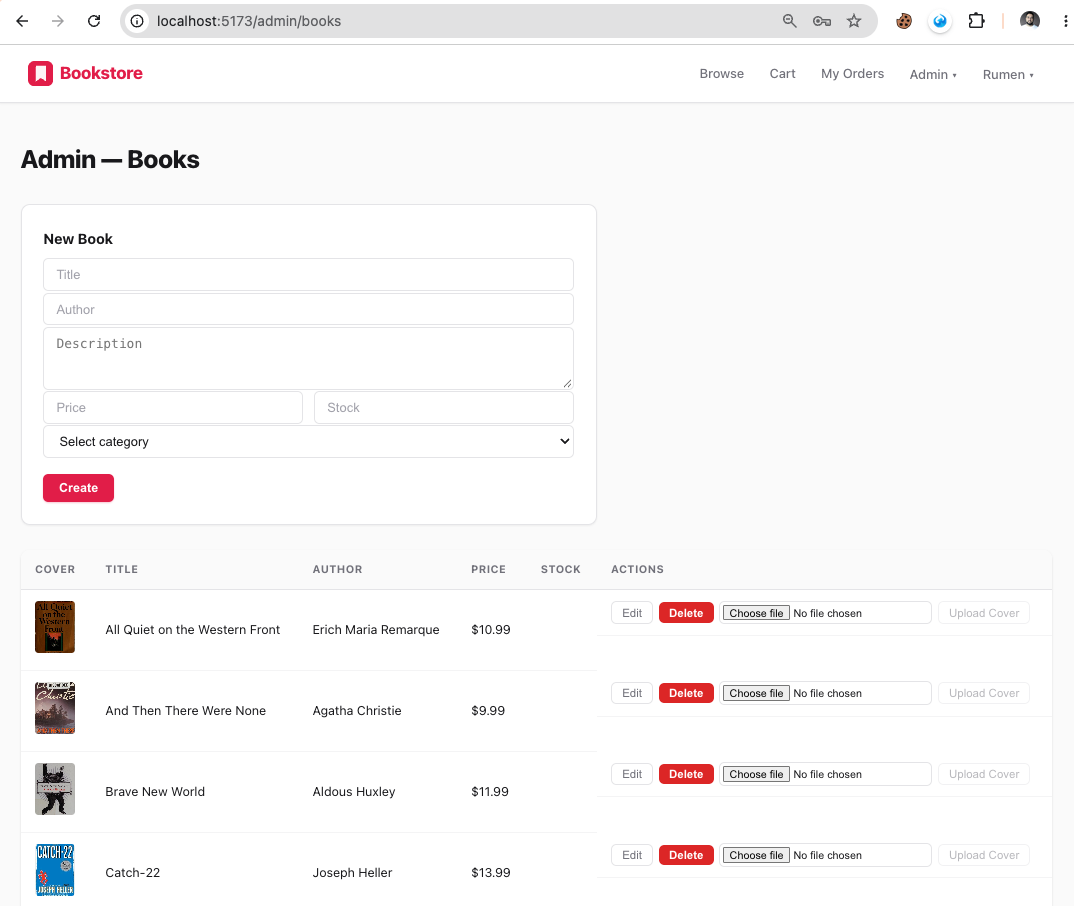 localhost:5173/admin/books
Bookstore Browse Cart My Orders Admin ▾ Rumen ▾
Admin — Books
New Book
Title
Author
Description
Price Stock
Select category
Create
COVER TITLE AUTHOR PRICE STOCK ACTIONS
All Quiet on the Western Front
All Quiet on the Western Front Erich Maria Remarque $10.99 Edit Delete Choose file No file chosen Upload Cover
Christie
And Then There Were None Agatha Christie $9.99 Edit Delete Choose file No file chosen Upload Cover
Brave New World Aldous Huxley $11.99 Edit Delete Choose file No file chosen Upload Cover
CATCH-22
JOSEPH HELLER
Catch-22 Joseph Heller $13.99 Edit Delete Choose file No file chosen Upload Cover